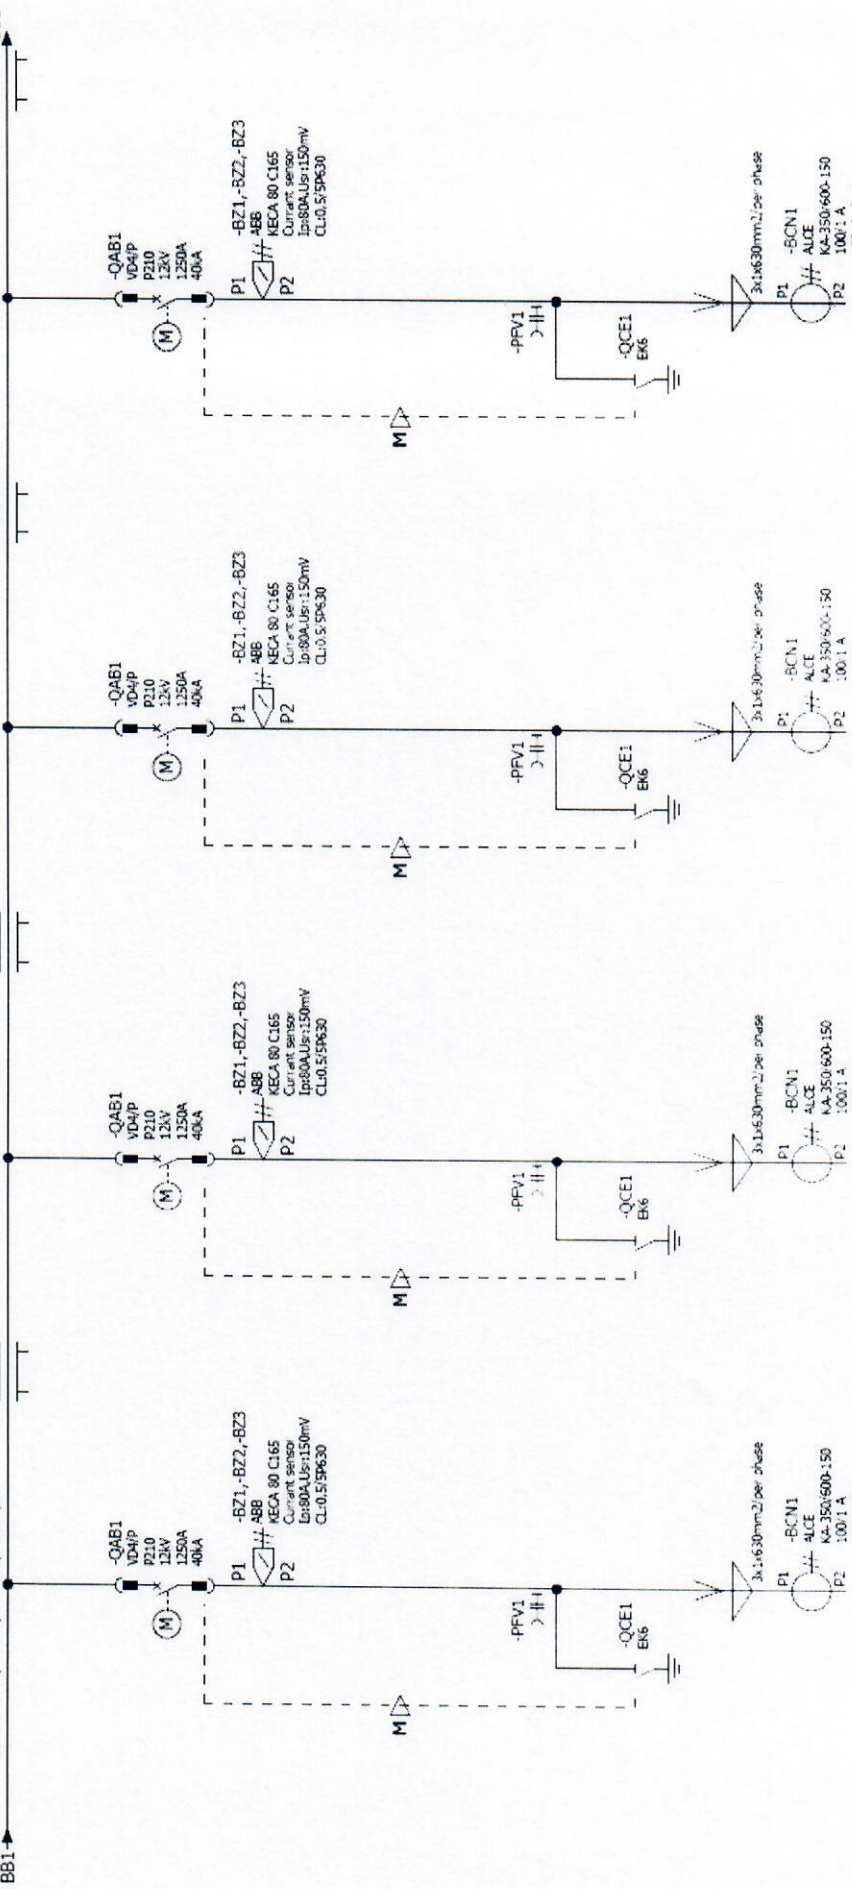 BB1
-QAB1
VD4/P
P210
12kV
1250A
40kA
M
P1
-BZ1,-BZ2,-BZ3
ABB
KECA 80 C165
Current sensor
Ip:80A,Usr:150mV
CL:0.5/5P630
P2
M
-PFV1
-QCE1
EK6
3x1x630mm2/per phase
P1
-BCN1
ALCE
KA-350/600-150
100/1 A
P2
-QAB1
VD4/P
P210
12kV
1250A
40kA
M
P1
-BZ1,-BZ2,-BZ3
ABB
KECA 80 C165
Current sensor
Ip:80A,Usr:150mV
CL:0.5/5P630
P2
M
-PFV1
-QCE1
EK6
3x1x630mm2/per phase
P1
-BCN1
ALCE
KA-350/600-150
100/1 A
P2
-QAB1
VD4/P
P210
12kV
1250A
40kA
M
P1
-BZ1,-BZ2,-BZ3
ABB
KECA 80 C165
Current sensor
Ip:80A,Usr:150mV
CL:0.5/5P630
P2
M
-PFV1
-QCE1
EK6
3x1x630mm2/per phase
P1
-BCN1
ALCE
KA-350/600-150
100/1 A
P2
-QAB1
VD4/P
P210
12kV
1250A
40kA
M
P1
-BZ1,-BZ2,-BZ3
ABB
KECA 80 C165
Current sensor
Ip:80A,Usr:150mV
CL:0.5/5P630
P2
M
-PFV1
-QCE1
EK6
3x1x630mm2/per phase
P1
-BCN1
ALCE
KA-350/600-150
100/1 A
P2